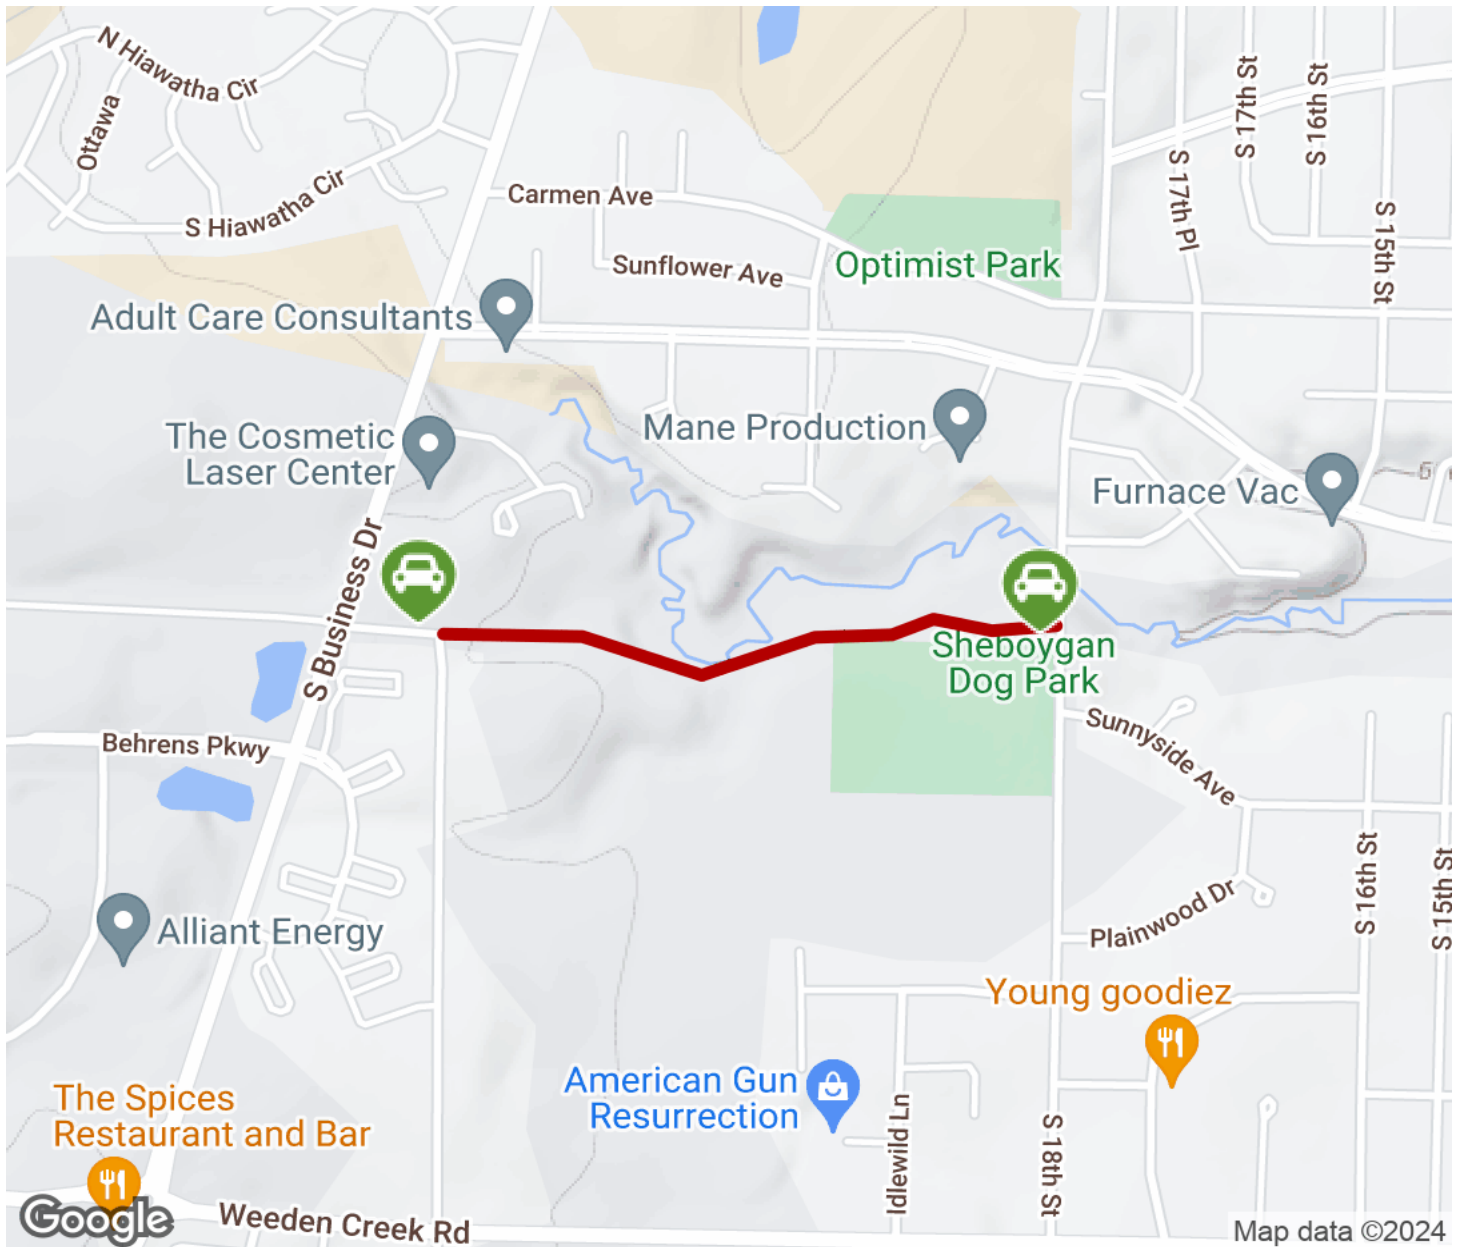 N Hiawatha Cir
Ottawa
S Hiawatha Cir
Carmen Ave
Sunflower Ave
Optimist Park
S 17th St
S 16th St
S 17th Pl
S 15th St
Adult Care Consultants
The Cosmetic
Laser Center
Mane Production
Furnace Vac
S Business Dr
Sheboygan
Dog Park
Sunnyside Ave
Behrens Pkwy
Alliant Energy
Plainwood Dr
S 16th St
S 15th St
Young goodiez
American Gun
Resurrection
Idlewild Ln
S 18th St
The Spices
Restaurant and Bar
Weeden Creek Rd
Google
Map data ©2024